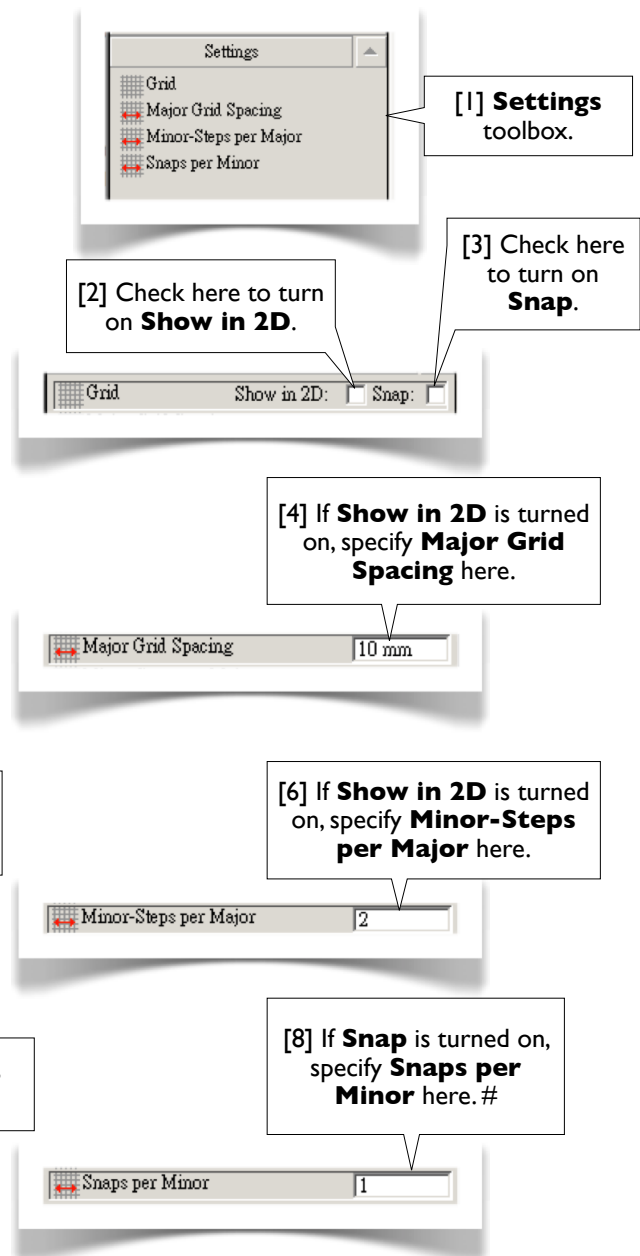 Settings
Grid
Major Grid Spacing
Minor-Steps per Major
Snaps per Minor
[1] Settings
toolbox.
[2] Check here to turn
on Show in 2D.
[3] Check here
to turn on
Snap.
Grid Show in 2D: Snap:
[4] If Show in 2D is turned
on, specify Major Grid
Spacing here.
Major Grid Spacing 10 mm
[6] If Show in 2D is turned
on, specify Minor-Steps
per Major here.
Minor-Steps per Major 2
[8] If Snap is turned on,
specify Snaps per
Minor here. #
Snaps per Minor 1